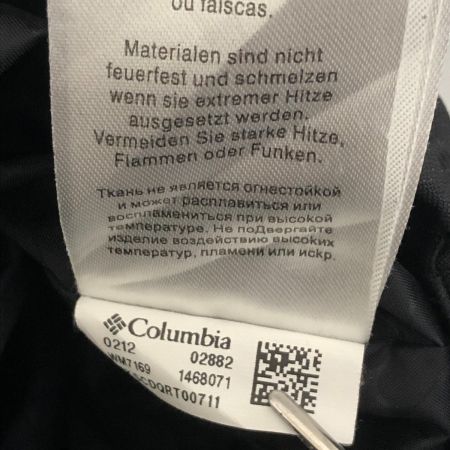 ou faíscas.
Materialen sind nicht
feuerfest und schmelzen
wenn sie extremer Hitze
ausgesetzt werden.
Vermeiden Sie starke Hitze,
Flammen oder Funken.
Ткань не является огнестойкой
и может расплавиться или
воспламениться при высокой
температуре. Не поДвергайте
изделие воздействию высоких
температур, пламени или искр.
Columbia
0212 02882
WM7169 1468071
CDQRT00711